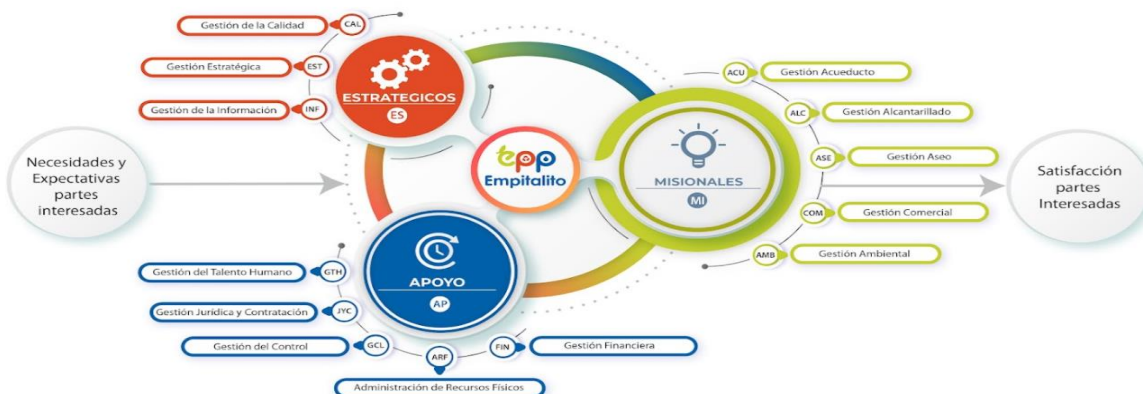 Necesidades y
Expectativas
partes
interesadas
Gestión de la Calidad
CAL
Gestión Estratégica
EST
Gestión de la Información
INF
ESTRATEGICOS
ES
epp
Empitalito
MISIONALES
MI
ACU
Gestión Acueducto
ALC
Gestión Alcantarillado
ASE
Gestión Aseo
COM
Gestión Comercial
AMB
Gestión Ambiental
APOYO
AP
Gestión del Talento Humano
GTH
Gestión Jurídica y Contratación
JYC
Gestión del Control
GCL
ARF
Administración de Recursos Físicos
FIN
Gestión Financiera
Satisfacción
partes
Interesadas